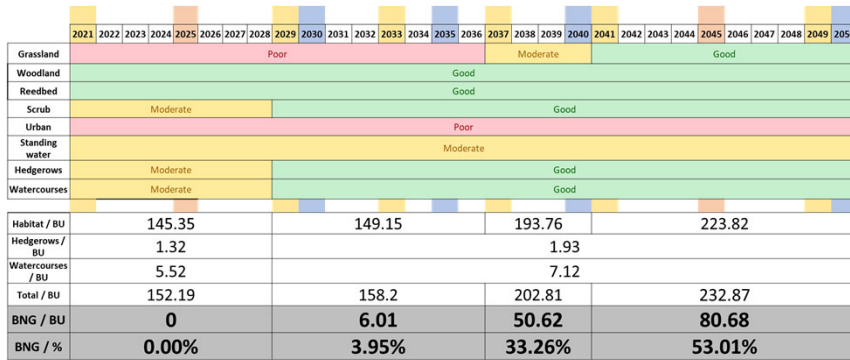 2021 2022 2023 2024 2025 2026 2027 2028 2029 2030 2031 2032 2033 2034 2035 2036 2037 2038 2039 2040 2041 2042 2043 2044 2045 2046 2047 2048 2049
Grassland Poor Moderate Good
Woodland Good
Reedbed Good
Scrub Moderate Good
Urban Poor
Standing
water Moderate
Hedgerows Moderate Good
Watercourses Moderate Good
Habitat / BU 145.35 149.15 193.76 223.82
Hedgerows /
BU 1.32 1.93
Watercourses
/ BU 5.52 7.12
Total / BU 152.19 158.2 202.81 232.87
BNG / BU 0 6.01 50.62 80.68
BNG / % 0.00% 3.95% 33.26% 53.01%